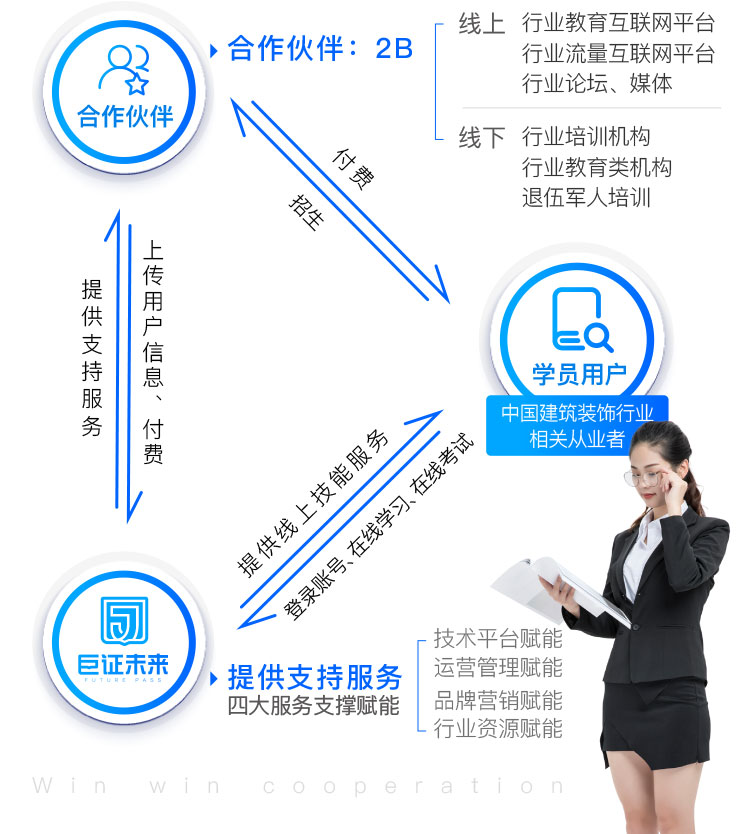 合作伙伴
合作伙伴：2B
线上
行业教育互联网平台
行业流量互联网平台
行业论坛、媒体
线下
行业培训机构
行业教育类机构
退伍军人培训
付费
招生
提供支持服务
上传用户信息、付费
学员用户
中国建筑装饰行业
相关从业者
提供线上技能服务
登录账号、在线学习、在线考试
巨证未来
FUTURE PASS
提供支持服务
四大服务支撑赋能
技术平台赋能
运营管理赋能
品牌营销赋能
行业资源赋能
Win win cooperation